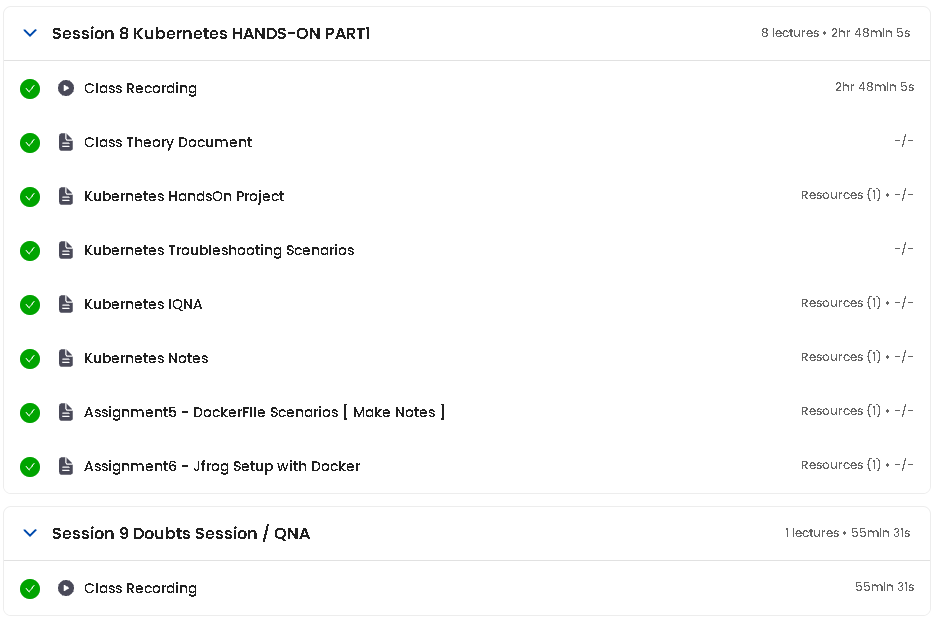 Session 8 Kubernetes HANDS-ON PART1
8 lectures • 2hr 48min 5s
Class Recording
2hr 48min 5s
Class Theory Document
-/-
Kubernetes HandsOn Project
Resources (1) • -/-
Kubernetes Troubleshooting Scenarios
-/-
Kubernetes IQNA
Resources (1) • -/-
Kubernetes Notes
Resources (1) • -/-
Assignment5 - DockerFIle Scenarios [ Make Notes ]
Resources (1) • -/-
Assignment6 - Jfrog Setup with Docker
Resources (1) • -/-
Session 9 Doubts Session / QNA
1 lectures • 55min 31s
Class Recording
55min 31s